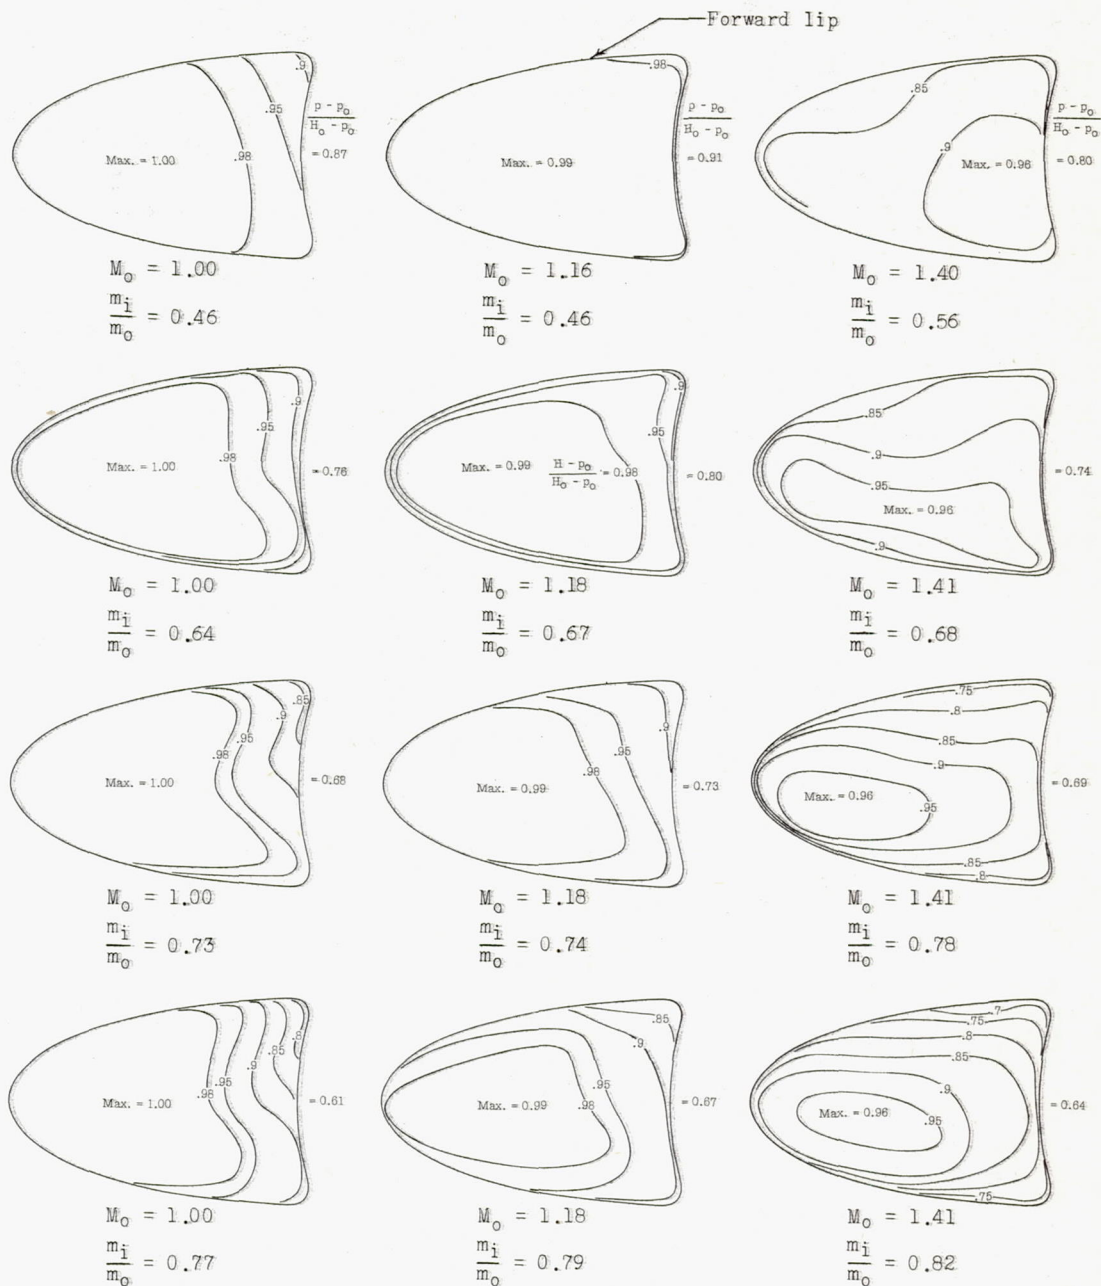 Forward lip
.9
.95
.98
Max. = 1.00
p - p₀
H₀ - p₀
= 0.87
M₀ = 1.00
mᵢ
m₀
= 0.46
.98
Max. = 0.99
p - p₀
H₀ - p₀
= 0.91
M₀ = 1.16
mᵢ
m₀
= 0.46
.85
.9
Max. = 0.96
p - p₀
H₀ - p₀
= 0.80
M₀ = 1.40
mᵢ
m₀
= 0.56
.9
.95
.98
Max. = 1.00
= 0.76
M₀ = 1.00
mᵢ
m₀
= 0.64
.9
.95
Max. = 0.99
H - p₀
H₀ - p₀
= 0.98
= 0.80
M₀ = 1.18
mᵢ
m₀
= 0.67
.85
.9
.95
Max. = 0.96
.9
= 0.74
M₀ = 1.41
mᵢ
m₀
= 0.68
.85
.9
.95
.98
Max. = 1.00
= 0.68
M₀ = 1.00
mᵢ
m₀
= 0.73
.9
.95
.98
Max. = 0.99
= 0.73
M₀ = 1.18
mᵢ
m₀
= 0.74
.75
.8
.85
.9
Max. = 0.96
.95
= 0.69
.85
.8
M₀ = 1.41
mᵢ
m₀
= 0.78
.8
.85
.9
.95
.98
Max. = 1.00
= 0.61
M₀ = 1.00
mᵢ
m₀
= 0.77
.85
.9
.95
.98
Max. = 0.99
= 0.67
M₀ = 1.18
mᵢ
m₀
= 0.79
.7
.75
.8
.85
.9
Max. = 0.96
.95
= 0.64
.75
M₀ = 1.41
mᵢ
m₀
= 0.82